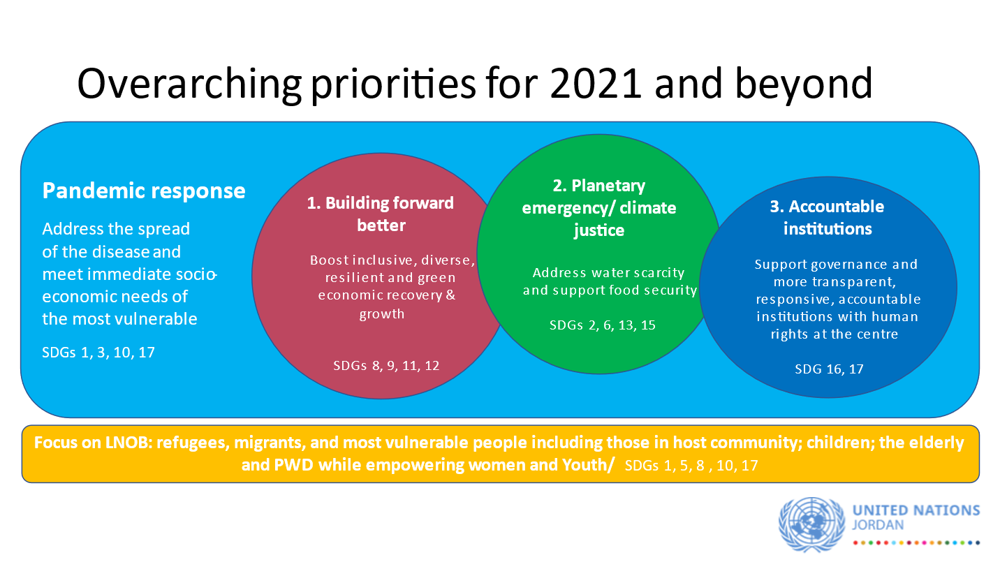 Overarching priorities for 2021 and beyond
Pandemic response
Address the spread
of the disease and
meet immediate socio-
economic needs of
the most vulnerable
SDGs 1, 3, 10, 17
1. Building forward
better
Boost inclusive, diverse,
resilient and green
economic recovery &
growth
SDGs 8, 9, 11, 12
2. Planetary
emergency/ climate
justice
Address water scarcity
and support food security
SDGs 2, 6, 13, 15
3. Accountable
institutions
Support governance and
more transparent,
responsive, accountable
institutions with human
rights at the centre
SDG 16, 17
Focus on LNOB: refugees, migrants, and most vulnerable people including those in host community; children; the elderly
and PWD while empowering women and Youth/ SDGs 1, 5, 8 , 10, 17
UNITED NATIONS
JORDAN